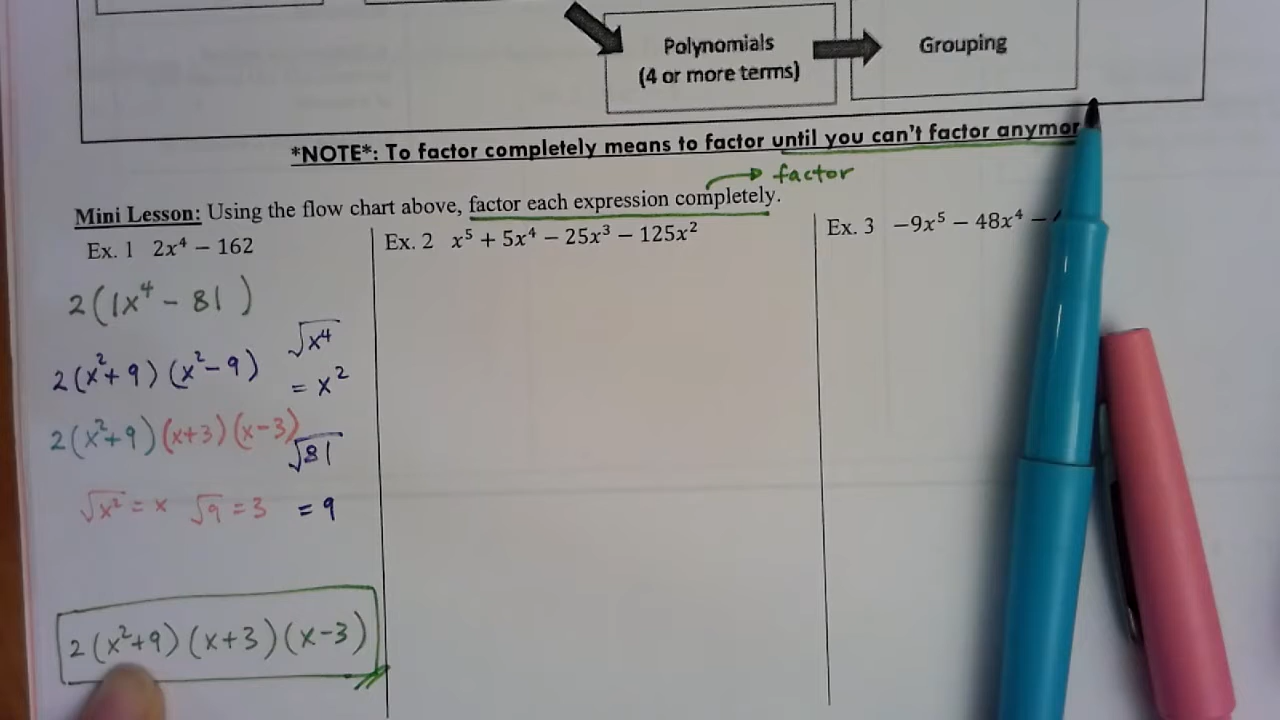 Polynomials
(4 or more terms)
Grouping
*NOTE*: To factor completely means to factor until you can't factor
factor
Mini Lesson: Using the flow chart above, factor each expression completely.
Ex. 1 2x⁴ − 162
2(1x⁴ − 81)
2(x²+9)(x²−9)
√x⁴
= x²
2(x²+9)(x+3)(x−3)
√81
= 9
√x² = x √9 = 3
2(x²+9)(x+3)(x−3)
Ex. 2 x⁵ + 5x⁴ − 25x³ − 125x²
Ex. 3 −9x⁵ − 48x⁴ −